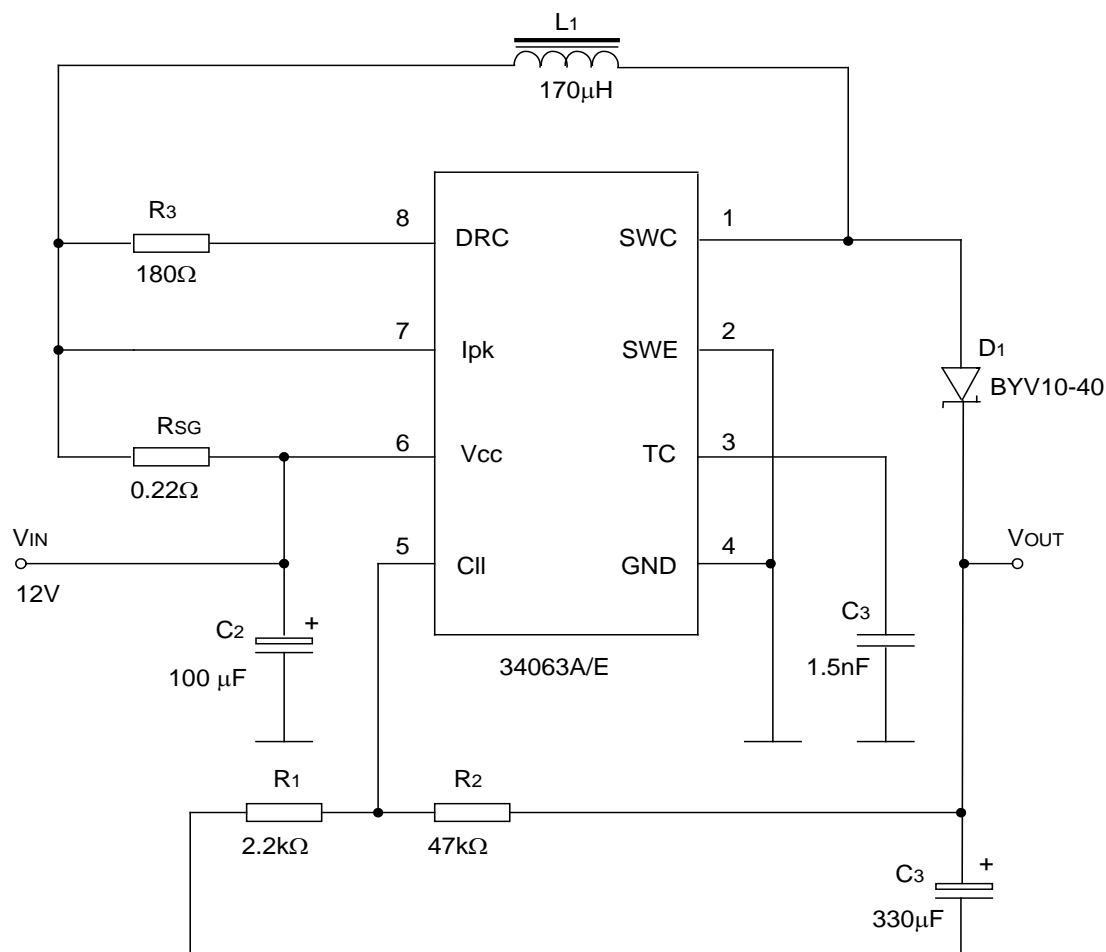 L1
170μH
R3
180Ω
8
DRC
SWC
1
7
Ipk
SWE
2
D1
BYV10-40
RSG
0.22Ω
6
Vcc
TC
3
VIN
12V
5
CII
GND
4
VOUT
C2
+
100 μF
34063A/E
C3
1.5nF
R1
2.2kΩ
R2
47kΩ
C3
+
330μF